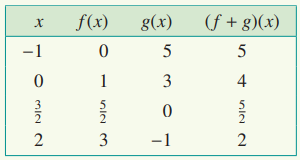 x f(x) g(x) (f + g)(x)
−1 0 5 5
0 1 3 4
3/2 5/2 0 5/2
2 3 −1 2